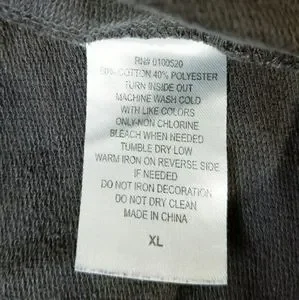 RN# 0100520
60% COTTON 40% POLYESTER
TURN INSIDE OUT
MACHINE WASH COLD
WITH LIKE COLORS
ONLY-NON CHLORINE
BLEACH WHEN NEEDED
TUMBLE DRY LOW
WARM IRON ON REVERSE SIDE
IF NEEDED
DO NOT IRON DECORATION
DO NOT DRY CLEAN
MADE IN CHINA
XL